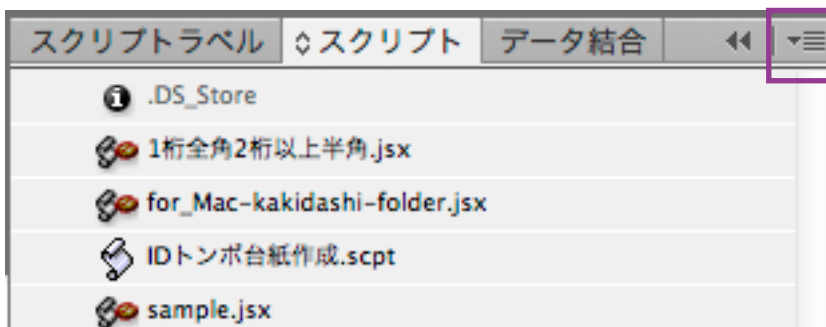 スクリプトラベル スクリプト データ結合
.DS_Store
1桁全角2桁以上半角.jsx
for_Mac-kakidashi-folder.jsx
IDトンボ台紙作成.scpt
sample.jsx